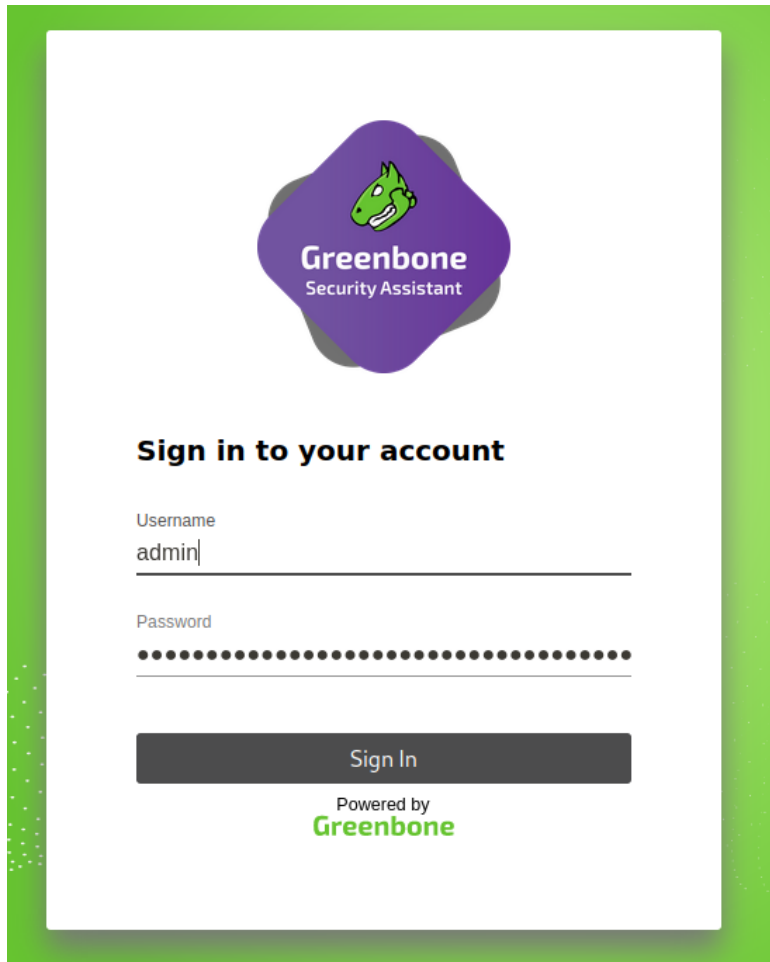 Greenbone
Security Assistant
Sign in to your account
Username
admin
Password
••••••••••••••••••••••••••••••••••••
Sign In
Powered by
Greenbone